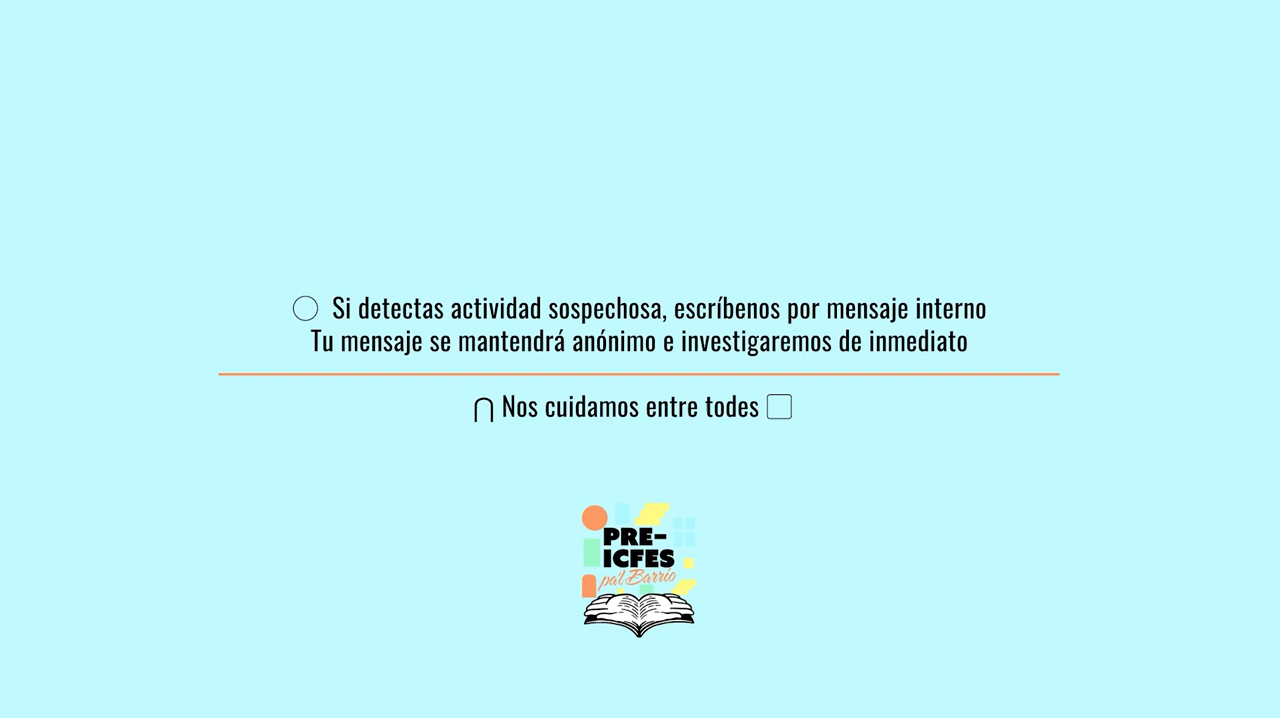 Si detectas actividad sospechosa, escríbenos por mensaje interno
Tu mensaje se mantendrá anónimo e investigaremos de inmediato
Nos cuidamos entre todes
PRE-
ICFES
pa'l Barrio